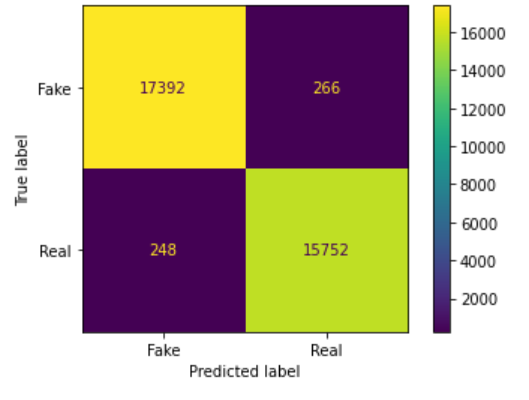 Fake
17392
266
Real
248
15752
Fake
Real
Predicted label
True label
16000
14000
12000
10000
8000
6000
4000
2000